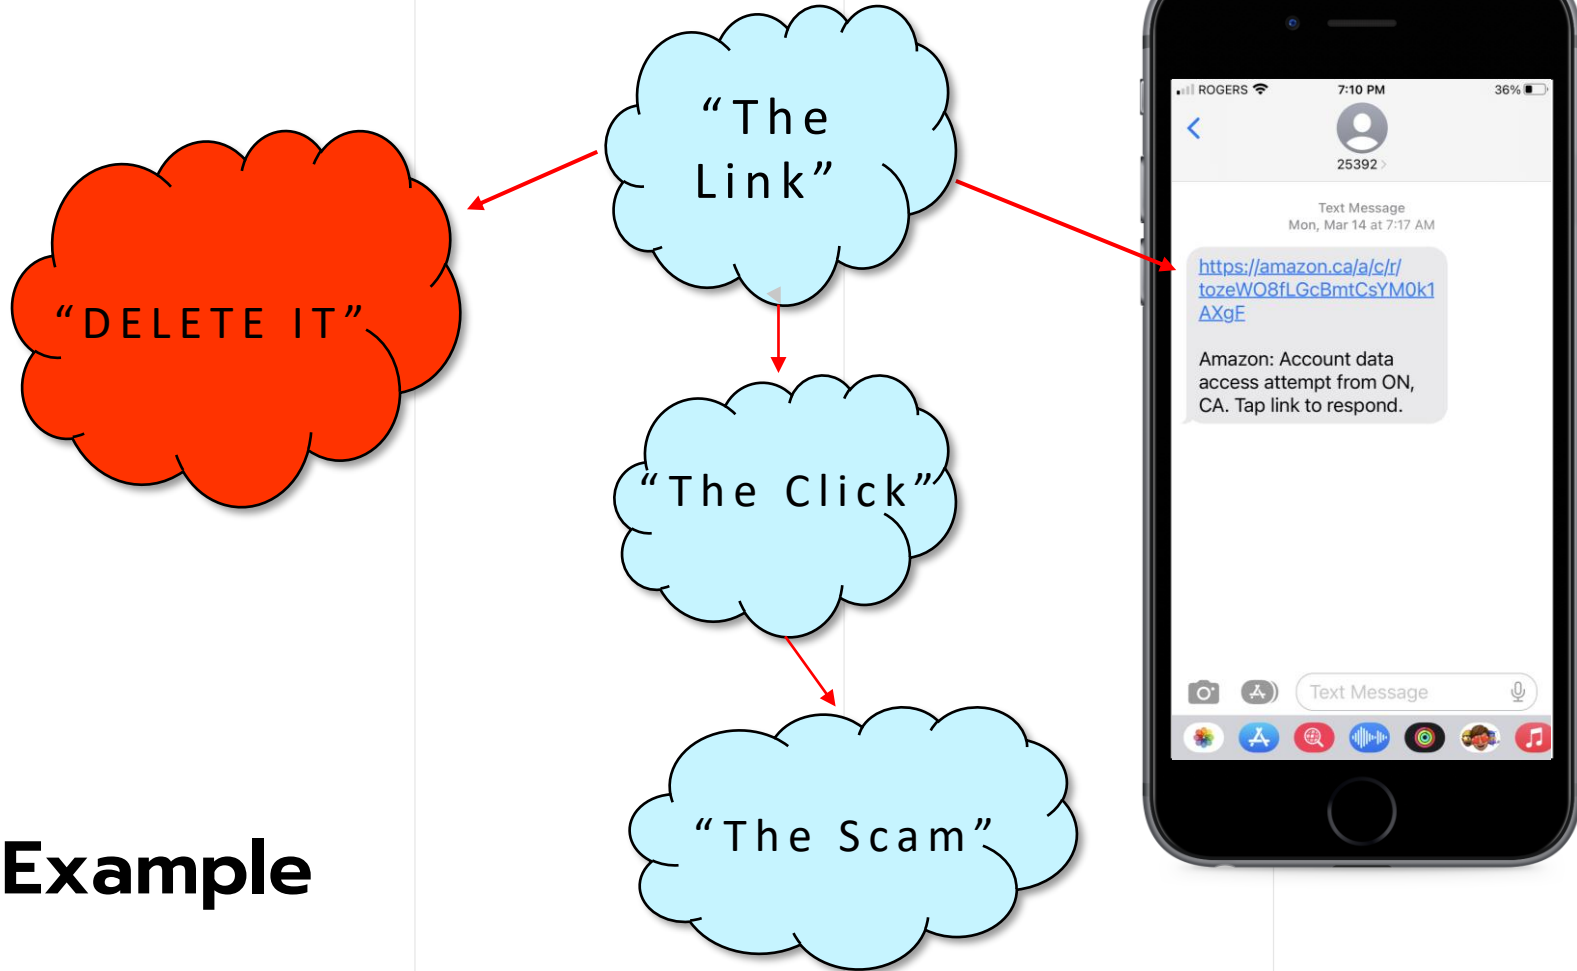 “The
Link”
“DELETE IT”
“The Click”
“The Scam”
Example
ROGERS
7:10 PM
36%
25392
Text Message
Mon, Mar 14 at 7:17 AM
https://amazon.ca/a/c/r/
tozeWO8fLGcBmtCsYM0k1
AXgF
Amazon: Account data
access attempt from ON,
CA. Tap link to respond.
Text Message